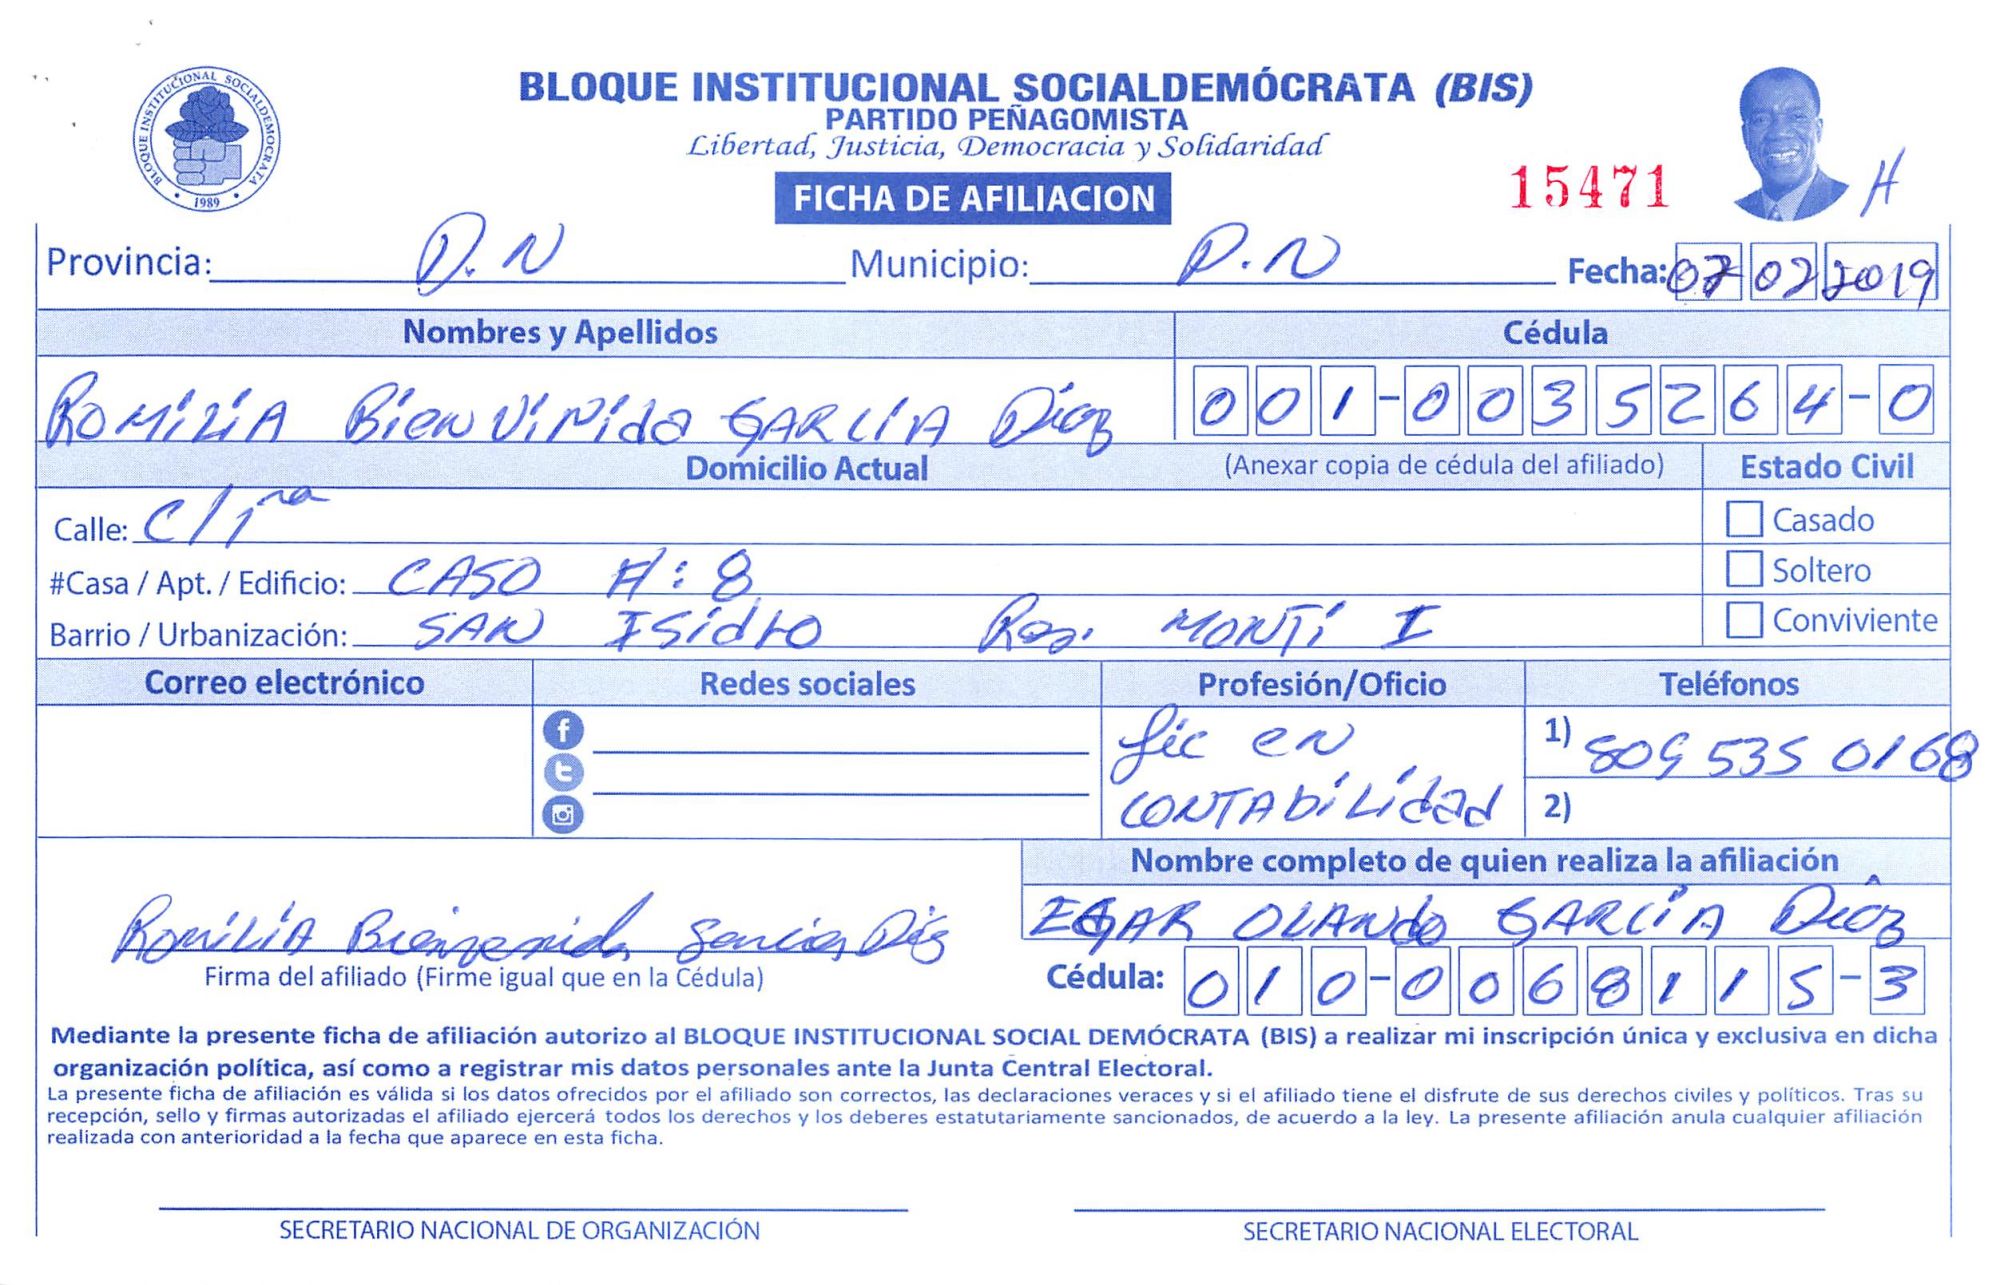 BLOQUE INSTITUCIONAL SOCIALDEMOCRATA
• 1989 •
BLOQUE INSTITUCIONAL SOCIALDEMÓCRATA (BIS)
PARTIDO PEÑAGOMISTA
Libertad, Justicia, Democracia y Solidaridad
FICHA DE AFILIACION
15471
H
Provincia: D.N Municipio: D.N Fecha: 07 02 2019
Nombres y Apellidos Cédula
ROMILIA BIENVINIDA GARCIA Diaz 001-0035264-0
Domicilio Actual (Anexar copia de cédula del afiliado) Estado Civil
Calle: C/1ra
Casado
#Casa / Apt. / Edificio: CASA #: 8
Soltero
Barrio / Urbanización: SAN ISidro Res. MONTi I
Conviviente
Correo electrónico Redes sociales Profesión/Oficio Teléfonos
Lic en 1) 809 535 0168
CONTAbiLidad 2)
Nombre completo de quien realiza la afiliación
EGAR OLANDO GARCIA Diaz
Romilia Bienvenida Garcia Diaz
Firma del afiliado (Firme igual que en la Cédula)
Cédula: 010-0068115-3
Mediante la presente ficha de afiliación autorizo al BLOQUE INSTITUCIONAL SOCIAL DEMÓCRATA (BIS) a realizar mi inscripción única y exclusiva en dicha
organización política, así como a registrar mis datos personales ante la Junta Central Electoral.
La presente ficha de afiliación es válida si los datos ofrecidos por el afiliado son correctos, las declaraciones veraces y si el afiliado tiene el disfrute de sus derechos civiles y políticos. Tras su
recepción, sello y firmas autorizadas el afiliado ejercerá todos los derechos y los deberes estatutariamente sancionados, de acuerdo a la ley. La presente afiliación anula cualquier afiliación
realizada con anterioridad a la fecha que aparece en esta ficha.
SECRETARIO NACIONAL DE ORGANIZACIÓN SECRETARIO NACIONAL ELECTORAL